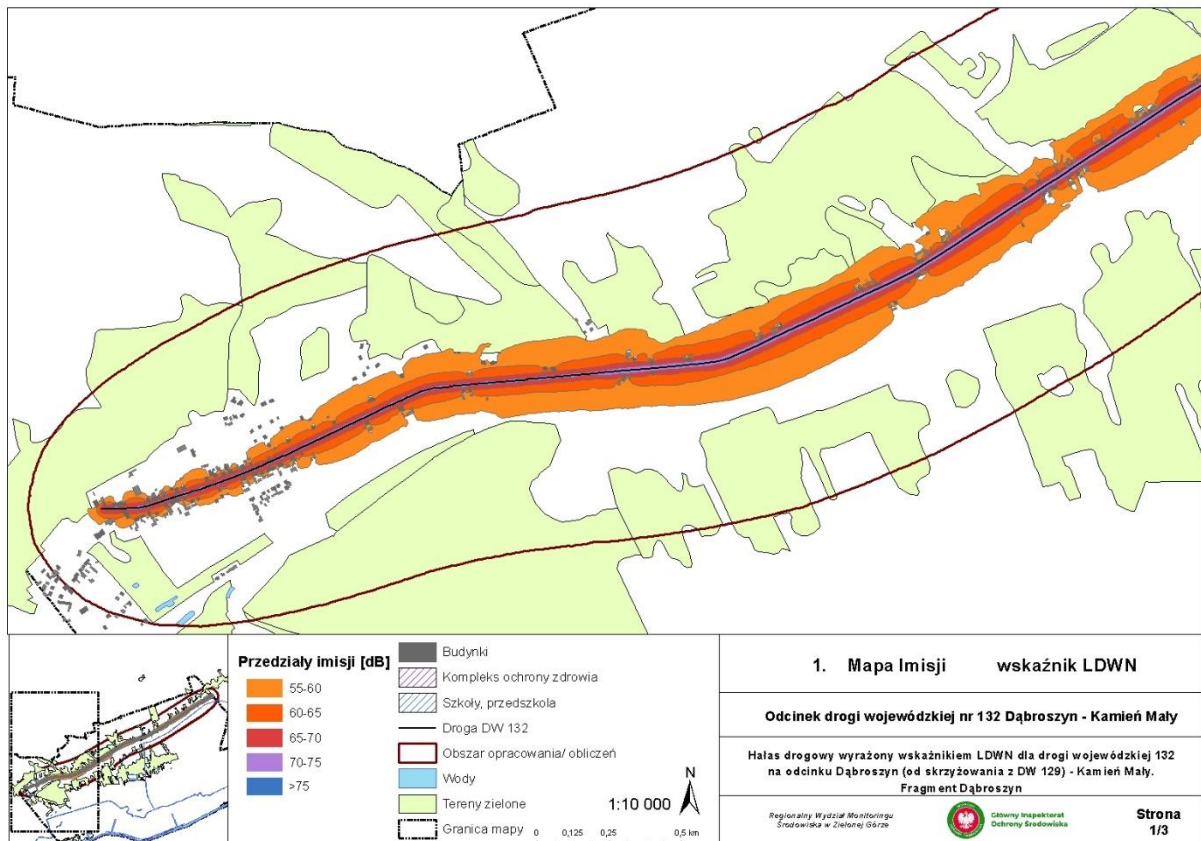 Przedziały imisji [dB]
55-60
60-65
65-70
70-75
>75
Budynki
Kompleks ochrony zdrowia
Szkoły, przedszkola
Droga DW 132
Obszar opracowania/ obliczeń
Wody
Tereny zielone
Granica mapy
1:10 000
N
0 0,125 0,25 0,5 km
1. Mapa Imisji wskaźnik LDWN
Odcinek drogi wojewódzkiej nr 132 Dąbroszyn - Kamień Mały
Hałas drogowy wyrażony wskaźnikiem LDWN dla drogi wojewódzkiej 132
na odcinku Dąbroszyn (od skrzyżowania z DW 129) - Kamień Mały.
Fragment Dąbroszyn
Regionalny Wydział Monitoringu
Środowiska w Zielonej Górze
Główny Inspektorat
Ochrony Środowiska
Strona
1/3